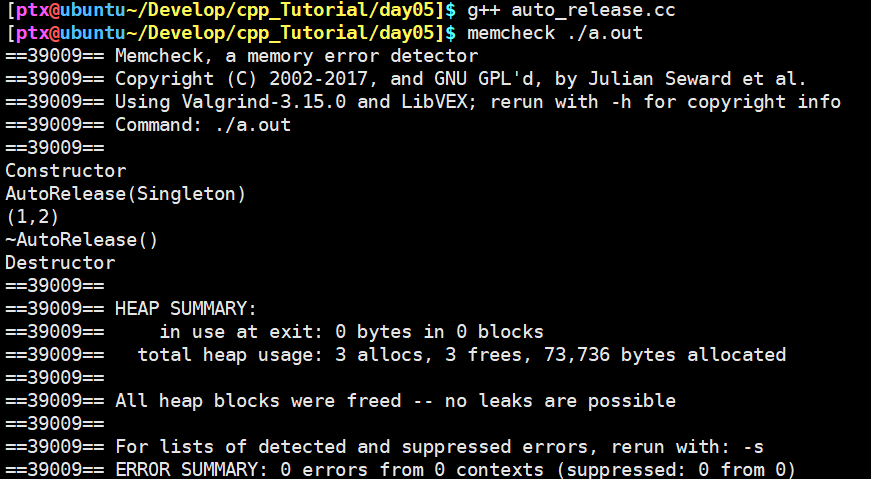 [ptx@ubuntu~/Develop/cpp_Tutorial/day05]$ g++ auto_release.cc
[ptx@ubuntu~/Develop/cpp_Tutorial/day05]$ memcheck ./a.out
==39009== Memcheck, a memory error detector
==39009== Copyright (C) 2002-2017, and GNU GPL'd, by Julian Seward et al.
==39009== Using Valgrind-3.15.0 and LibVEX; rerun with -h for copyright info
==39009== Command: ./a.out
==39009==
Constructor
AutoRelease(Singleton)
(1,2)
~AutoRelease()
Destructor
==39009==
==39009== HEAP SUMMARY:
==39009==     in use at exit: 0 bytes in 0 blocks
==39009==   total heap usage: 3 allocs, 3 frees, 73,736 bytes allocated
==39009==
==39009== All heap blocks were freed -- no leaks are possible
==39009==
==39009== For lists of detected and suppressed errors, rerun with: -s
==39009== ERROR SUMMARY: 0 errors from 0 contexts (suppressed: 0 from 0)